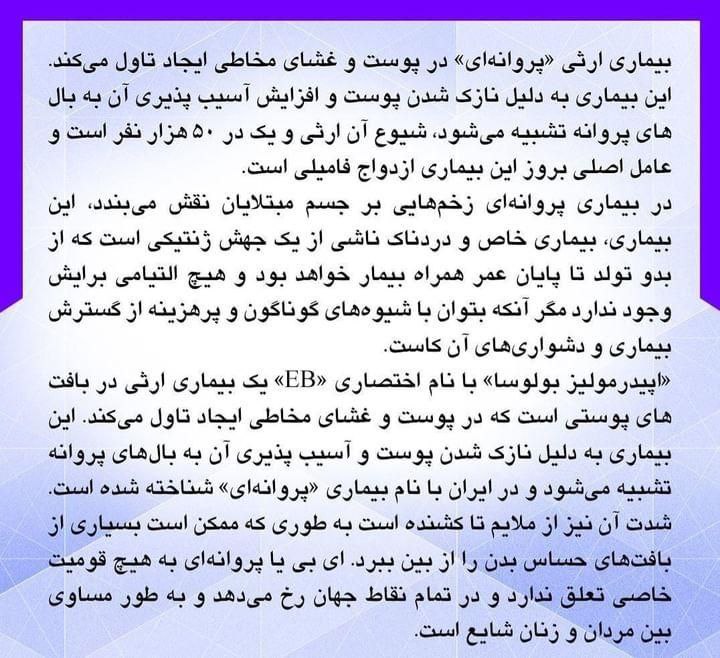 بیماری ارثی «پروانه‌ای» در پوست و غشای مخاطی ایجاد تاول می‌کند.
این بیماری به دلیل نازک شدن پوست و افزایش آسیب پذیری آن به بال
های پروانه تشبیه می‌شود، شیوع آن ارثی و یک در ۵۰ هزار نفر است و
عامل اصلی بروز این بیماری ازدواج فامیلی است.
در بیماری پروانه‌ای زخم‌هایی بر جسم مبتلایان نقش می‌بندد، این
بیماری، بیماری خاص و دردناک ناشی از یک جهش ژنتیکی است که از
بدو تولد تا پایان عمر همراه بیمار خواهد بود و هیچ التیامی برایش
وجود ندارد مگر آنکه بتوان با شیوه‌های گوناگون و پرهزینه از گسترش
بیماری و دشواری‌های آن کاست.
«اپیدرمولیز بولوسا» با نام اختصاری «EB» یک بیماری ارثی در بافت
های پوستی است که در پوست و غشای مخاطی ایجاد تاول می‌کند. این
بیماری به دلیل نازک شدن پوست و آسیب پذیری آن به بال‌های پروانه
تشبیه می‌شود و در ایران با نام بیماری «پروانه‌ای» شناخته شده است.
شدت آن نیز از ملایم تا کشنده است به طوری که ممکن است بسیاری از
بافت‌های حساس بدن را از بین ببرد. ای بی یا پروانه‌ای به هیچ قومیت
خاصی تعلق ندارد و در تمام نقاط جهان رخ می‌دهد و به طور مساوی
بین مردان و زنان شایع است.